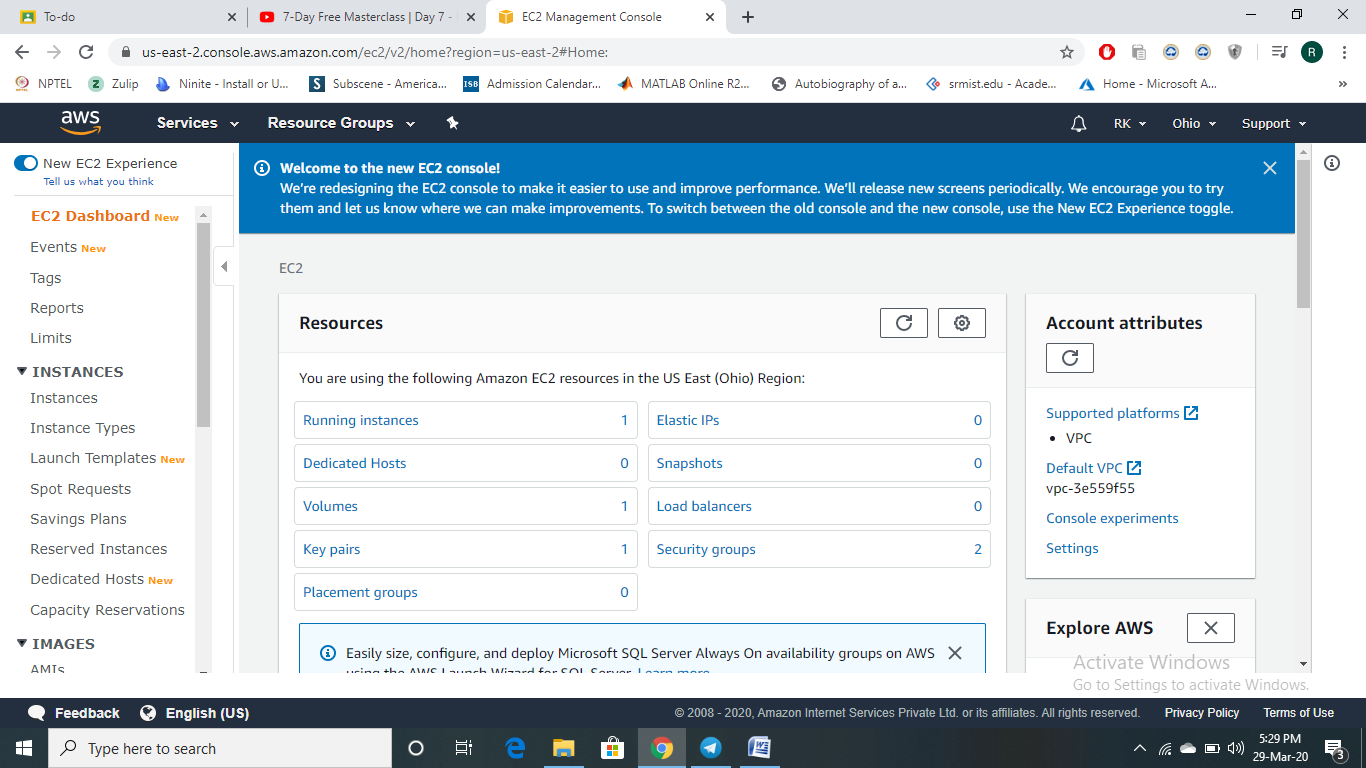 To-do
7-Day Free Masterclass | Day 7 -
EC2 Management Console
us-east-2.console.aws.amazon.com/ec2/v2/home?region=us-east-2#Home:
R
NPTEL
Zulip
Ninite - Install or U...
Subscene - America...
Admission Calendar...
MATLAB Online R2...
Autobiography of a...
srmist.edu - Acade...
Home - Microsoft A...
»
aws
Services
Resource Groups
RK
Ohio
Support
New EC2 Experience
Tell us what you think
EC2 Dashboard New
Events New
Tags
Reports
Limits
INSTANCES
Instances
Instance Types
Launch Templates New
Spot Requests
Savings Plans
Reserved Instances
Dedicated Hosts New
Capacity Reservations
IMAGES
AMIs
Welcome to the new EC2 console!
We're redesigning the EC2 console to make it easier to use and improve performance. We'll release new screens periodically. We encourage you to try
them and let us know where we can make improvements. To switch between the old console and the new console, use the New EC2 Experience toggle.
EC2
Resources
You are using the following Amazon EC2 resources in the US East (Ohio) Region:
Running instances 1
Elastic IPs 0
Dedicated Hosts 0
Snapshots 0
Volumes 1
Load balancers 0
Key pairs 1
Security groups 2
Placement groups 0
Easily size, configure, and deploy Microsoft SQL Server Always On availability groups on AWS
using the AWS Launch Wizard for SQL Server. Learn more
Account attributes
Supported platforms
• VPC
Default VPC
vpc-3e559f55
Console experiments
Settings
Explore AWS
Activate Windows
Go to Settings to activate Windows.
Feedback
English (US)
© 2008 - 2020, Amazon Internet Services Private Ltd. or its affiliates. All rights reserved.
Privacy Policy
Terms of Use
Type here to search
5:29 PM
29-Mar-20
3